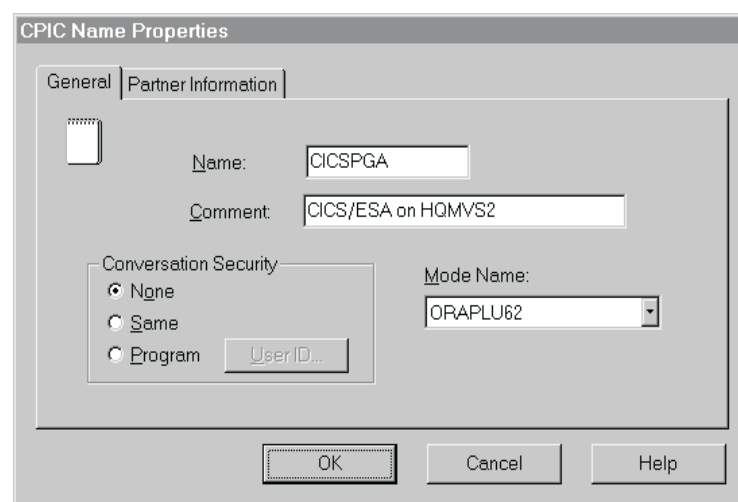 CPIC Name Properties
General Partner Information
Name: CICSPGA
Comment: CICS/ESA on HQMVS2
Conversation Security
None
Same
Program User ID...
Mode Name:
ORAPLU62
OK Cancel Help